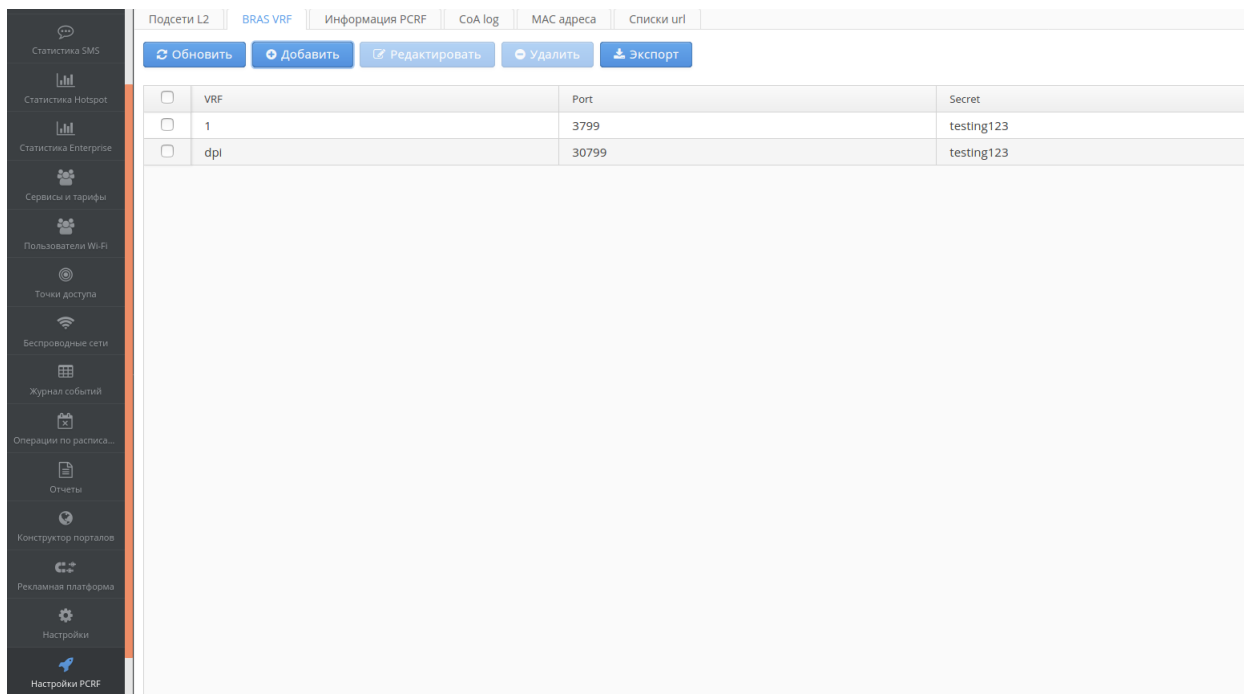 Статистика SMS
Статистика Hotspot
Статистика Enterprise
Сервисы и тарифы
Пользователи Wi-Fi
Точки доступа
Беспроводные сети
Журнал событий
Операции по расписа...
Отчеты
Конструктор порталов
Рекламная платформа
Настройки
Настройки PCRF
Подсети L2 BRAS VRF Информация PCRF CoA log MAC адреса Списки url
Обновить Добавить Редактировать Удалить Экспорт
VRF Port Secret
1 3799 testing123
dpi 30799 testing123